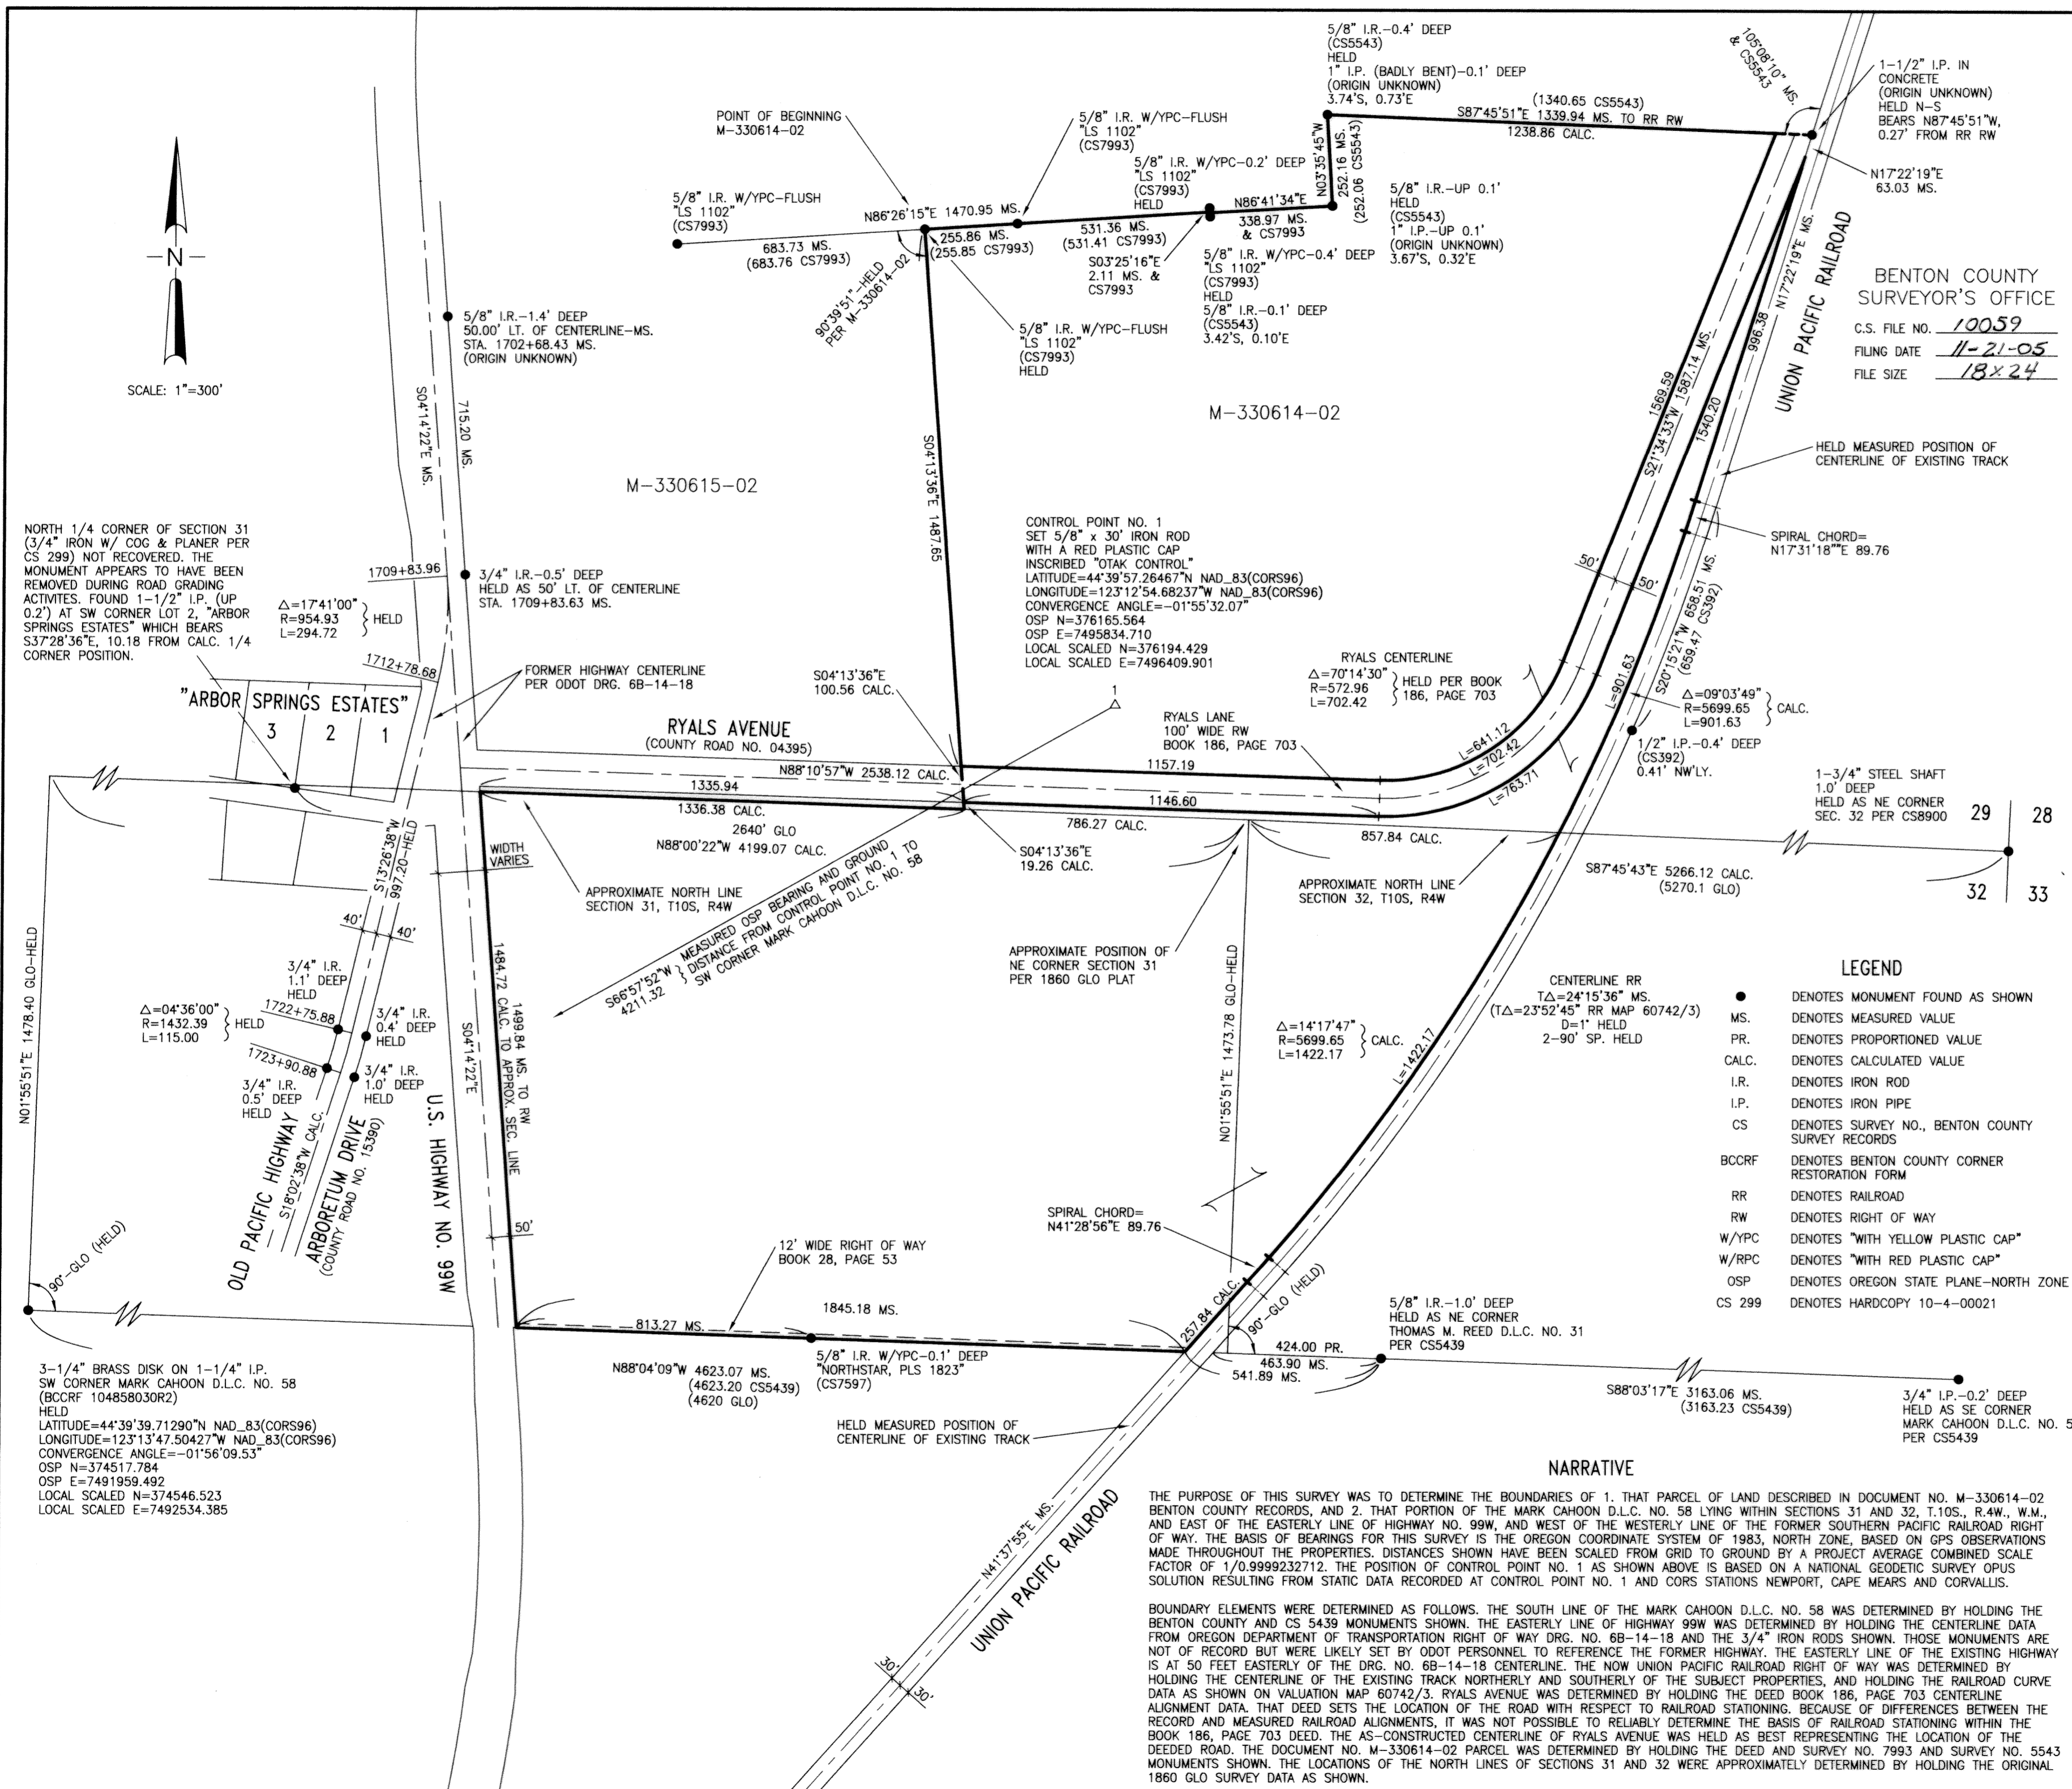 5/8" I.R.-0.4' DEEP
(CS5543)
HELD
1" I.P. (BADLY BENT)-0.1' DEEP
(ORIGIN UNKNOWN)
3.74'S, 0.73'E
105°08'10" MS.
& CS5543
1-1/2" I.P. IN
CONCRETE
(ORIGIN UNKNOWN)
HELD N-S
BEARS N87°45'51"W,
0.27' FROM RR RW
(1340.65 CS5543)
S87°45'51"E 1339.94 MS. TO RR RW
1238.86 CALC.
N17°22'19"E
63.03 MS.
POINT OF BEGINNING
M-330614-02
5/8" I.R. W/YPC-FLUSH
"LS 1102"
(CS7993)
5/8" I.R. W/YPC-0.2' DEEP
"LS 1102"
(CS7993)
HELD
N03°35'45"W
252.16 MS.
(252.06 CS5543)
5/8" I.R. W/YPC-FLUSH
"LS 1102"
(CS7993)
N86°26'15"E 1470.95 MS.
683.73 MS.
(683.76 CS7993)
255.86 MS.
(255.85 CS7993)
531.36 MS.
(531.41 CS7993)
N86°41'34"E
338.97 MS.
& CS7993
S03°25'16"E
2.11 MS. &
CS7993
5/8" I.R.-UP 0.1'
HELD
(CS5543)
1" I.P.-UP 0.1'
(ORIGIN UNKNOWN)
3.67'S, 0.32'E
5/8" I.R. W/YPC-0.4' DEEP
"LS 1102"
(CS7993)
HELD
5/8" I.R.-0.1' DEEP
(CS5543)
3.42'S, 0.10'E
90°39'51"-HELD
PER M-330614-02
5/8" I.R. W/YPC-FLUSH
"LS 1102"
(CS7993)
HELD
N
SCALE: 1"=300'
5/8" I.R.-1.4' DEEP
50.00' LT. OF CENTERLINE-MS.
STA. 1702+68.43 MS.
(ORIGIN UNKNOWN)
BENTON COUNTY
SURVEYOR'S OFFICE
C.S. FILE NO. 10059
FILING DATE 11-21-05
FILE SIZE 18x24
N17°22'19"E MS.
UNION PACIFIC RAILROAD
996.38
1569.59
S21°34'33"W 1587.14 MS.
1540.20
HELD MEASURED POSITION OF
CENTERLINE OF EXISTING TRACK
SPIRAL CHORD=
N17°31'18""E 89.76
M-330614-02
M-330615-02
S04°14'22"E MS.
715.20 MS.
S04°13'36"E 1487.65
NORTH 1/4 CORNER OF SECTION 31
(3/4" IRON W/ COG & PLANER PER
CS 299) NOT RECOVERED. THE
MONUMENT APPEARS TO HAVE BEEN
REMOVED DURING ROAD GRADING
ACTIVITES. FOUND 1-1/2" I.P. (UP
0.2') AT SW CORNER LOT 2, "ARBOR
SPRINGS ESTATES" WHICH BEARS
S37°28'36"E, 10.18 FROM CALC. 1/4
CORNER POSITION.
1709+83.96
3/4" I.R.-0.5' DEEP
HELD AS 50' LT. OF CENTERLINE
STA. 1709+83.63 MS.
Δ=17°41'00"
R=954.93
L=294.72
HELD
1712+78.68
FORMER HIGHWAY CENTERLINE
PER ODOT DRG. 6B-14-18
CONTROL POINT NO. 1
SET 5/8" x 30' IRON ROD
WITH A RED PLASTIC CAP
INSCRIBED "OTAK CONTROL"
LATITUDE=44°39'57.26467"N NAD_83(CORS96)
LONGITUDE=123°12'54.68237"W NAD_83(CORS96)
CONVERGENCE ANGLE=-01°55'32.07"
OSP N=376165.564
OSP E=7495834.710
LOCAL SCALED N=376194.429
LOCAL SCALED E=7496409.901
1
50'
50'
S20°15'21"W 658.51 MS.
(659.47 CS392)
L=901.63
RYALS CENTERLINE
Δ=70°14'30"
R=572.96
L=702.42
HELD PER BOOK
186, PAGE 703
Δ=09°03'49"
R=5699.65
L=901.63
CALC.
1/2" I.P.-0.4' DEEP
(CS392)
0.41' NW'LY.
"ARBOR SPRINGS ESTATES"
3
2
1
S04°13'36"E
100.56 CALC.
RYALS AVENUE
(COUNTY ROAD NO. 04395)
RYALS LANE
100' WIDE RW
BOOK 186, PAGE 703
N88°10'57"W 2538.12 CALC.
1157.19
L=641.12
L=702.42
L=763.71
1335.94
1336.38 CALC.
2640' GLO
N88°00'22"W 4199.07 CALC.
1146.60
786.27 CALC.
857.84 CALC.
1-3/4" STEEL SHAFT
1.0' DEEP
HELD AS NE CORNER
SEC. 32 PER CS8900
29
28
32
33
S87°45'43"E 5266.12 CALC.
(5270.1 GLO)
S04°13'36"E
19.26 CALC.
WIDTH
VARIES
APPROXIMATE NORTH LINE
SECTION 31, T10S, R4W
APPROXIMATE NORTH LINE
SECTION 32, T10S, R4W
S66°57'52"W
4211.32
MEASURED OSP BEARING AND GROUND
DISTANCE FROM CONTROL POINT NO. 1 TO
SW CORNER MARK CAHOON D.L.C. NO. 58
APPROXIMATE POSITION OF
NE CORNER SECTION 31
PER 1860 GLO PLAT
S13°26'38"W
997.20-HELD
40'
40'
N01°55'51"E 1478.40 GLO-HELD
3/4" I.R.
1.1' DEEP
HELD
1722+75.88
Δ=04°36'00"
R=1432.39
L=115.00
HELD
3/4" I.R.
0.4' DEEP
HELD
1723+90.88
3/4" I.R.
0.5' DEEP
HELD
3/4" I.R.
1.0' DEEP
HELD
OLD PACIFIC HIGHWAY
S18°02'38"W CALC.
ARBORETUM DRIVE
(COUNTY ROAD NO. 15390)
U.S. HIGHWAY NO. 99W
S04°14'22"E
1484.72 CALC. TO APPROX. SEC. LINE
1499.84 MS. TO RW
50'
N01°55'51"E 1473.78 GLO-HELD
Δ=14°17'47"
R=5699.65
L=1422.17
CALC.
L=1422.17
CENTERLINE RR
TΔ=24°15'36" MS.
(TΔ=23°52'45" RR MAP 60742/3)
D=1° HELD
2-90' SP. HELD
LEGEND
● DENOTES MONUMENT FOUND AS SHOWN
MS. DENOTES MEASURED VALUE
PR. DENOTES PROPORTIONED VALUE
CALC. DENOTES CALCULATED VALUE
I.R. DENOTES IRON ROD
I.P. DENOTES IRON PIPE
CS DENOTES SURVEY NO., BENTON COUNTY
SURVEY RECORDS
BCCRF DENOTES BENTON COUNTY CORNER
RESTORATION FORM
RR DENOTES RAILROAD
RW DENOTES RIGHT OF WAY
W/YPC DENOTES "WITH YELLOW PLASTIC CAP"
W/RPC DENOTES "WITH RED PLASTIC CAP"
OSP DENOTES OREGON STATE PLANE-NORTH ZONE
CS 299 DENOTES HARDCOPY 10-4-00021
SPIRAL CHORD=
N41°28'56"E 89.76
90°-GLO (HELD)
12' WIDE RIGHT OF WAY
BOOK 28, PAGE 53
1845.18 MS.
813.27 MS.
257.84 CALC.
90°-GLO (HELD)
5/8" I.R.-1.0' DEEP
HELD AS NE CORNER
THOMAS M. REED D.L.C. NO. 31
PER CS5439
424.00 PR.
463.90 MS.
541.89 MS.
N88°04'09"W 4623.07 MS.
(4623.20 CS5439)
(4620 GLO)
5/8" I.R. W/YPC-0.1' DEEP
"NORTHSTAR, PLS 1823"
(CS7597)
S88°03'17"E 3163.06 MS.
(3163.23 CS5439)
3/4" I.P.-0.2' DEEP
HELD AS SE CORNER
MARK CAHOON D.L.C. NO. 5
PER CS5439
3-1/4" BRASS DISK ON 1-1/4" I.P.
SW CORNER MARK CAHOON D.L.C. NO. 58
(BCCRF 104858030R2)
HELD
LATITUDE=44°39'39.71290"N NAD_83(CORS96)
LONGITUDE=123°13'47.50427"W NAD_83(CORS96)
CONVERGENCE ANGLE=-01°56'09.53"
OSP N=374517.784
OSP E=7491959.492
LOCAL SCALED N=374546.523
LOCAL SCALED E=7492534.385
HELD MEASURED POSITION OF
CENTERLINE OF EXISTING TRACK
N41°37'55"E MS.
UNION PACIFIC RAILROAD
30'
30'
NARRATIVE
THE PURPOSE OF THIS SURVEY WAS TO DETERMINE THE BOUNDARIES OF 1. THAT PARCEL OF LAND DESCRIBED IN DOCUMENT NO. M-330614-02
BENTON COUNTY RECORDS, AND 2. THAT PORTION OF THE MARK CAHOON D.L.C. NO. 58 LYING WITHIN SECTIONS 31 AND 32, T.10S., R.4W., W.M.,
AND EAST OF THE EASTERLY LINE OF HIGHWAY NO. 99W, AND WEST OF THE WESTERLY LINE OF THE FORMER SOUTHERN PACIFIC RAILROAD RIGHT
OF WAY. THE BASIS OF BEARINGS FOR THIS SURVEY IS THE OREGON COORDINATE SYSTEM OF 1983, NORTH ZONE, BASED ON GPS OBSERVATIONS
MADE THROUGHOUT THE PROPERTIES. DISTANCES SHOWN HAVE BEEN SCALED FROM GRID TO GROUND BY A PROJECT AVERAGE COMBINED SCALE
FACTOR OF 1/0.9999232712. THE POSITION OF CONTROL POINT NO. 1 AS SHOWN ABOVE IS BASED ON A NATIONAL GEODETIC SURVEY OPUS
SOLUTION RESULTING FROM STATIC DATA RECORDED AT CONTROL POINT NO. 1 AND CORS STATIONS NEWPORT, CAPE MEARS AND CORVALLIS.
BOUNDARY ELEMENTS WERE DETERMINED AS FOLLOWS. THE SOUTH LINE OF THE MARK CAHOON D.L.C. NO. 58 WAS DETERMINED BY HOLDING THE
BENTON COUNTY AND CS 5439 MONUMENTS SHOWN. THE EASTERLY LINE OF HIGHWAY 99W WAS DETERMINED BY HOLDING THE CENTERLINE DATA
FROM OREGON DEPARTMENT OF TRANSPORTATION RIGHT OF WAY DRG. NO. 6B-14-18 AND THE 3/4" IRON RODS SHOWN. THOSE MONUMENTS ARE
NOT OF RECORD BUT WERE LIKELY SET BY ODOT PERSONNEL TO REFERENCE THE FORMER HIGHWAY. THE EASTERLY LINE OF THE EXISTING HIGHWAY
IS AT 50 FEET EASTERLY OF THE DRG. NO. 6B-14-18 CENTERLINE. THE NOW UNION PACIFIC RAILROAD RIGHT OF WAY WAS DETERMINED BY
HOLDING THE CENTERLINE OF THE EXISTING TRACK NORTHERLY AND SOUTHERLY OF THE SUBJECT PROPERTIES, AND HOLDING THE RAILROAD CURVE
DATA AS SHOWN ON VALUATION MAP 60742/3. RYALS AVENUE WAS DETERMINED BY HOLDING THE DEED BOOK 186, PAGE 703 CENTERLINE
ALIGNMENT DATA. THAT DEED SETS THE LOCATION OF THE ROAD WITH RESPECT TO RAILROAD STATIONING. BECAUSE OF DIFFERENCES BETWEEN THE
RECORD AND MEASURED RAILROAD ALIGNMENTS, IT WAS NOT POSSIBLE TO RELIABLY DETERMINE THE BASIS OF RAILROAD STATIONING WITHIN THE
BOOK 186, PAGE 703 DEED. THE AS-CONSTRUCTED CENTERLINE OF RYALS AVENUE WAS HELD AS BEST REPRESENTING THE LOCATION OF THE
DEEDED ROAD. THE DOCUMENT NO. M-330614-02 PARCEL WAS DETERMINED BY HOLDING THE DEED AND SURVEY NO. 7993 AND SURVEY NO. 5543
MONUMENTS SHOWN. THE LOCATIONS OF THE NORTH LINES OF SECTIONS 31 AND 32 WERE APPROXIMATELY DETERMINED BY HOLDING THE ORIGINAL
1860 GLO SURVEY DATA AS SHOWN.